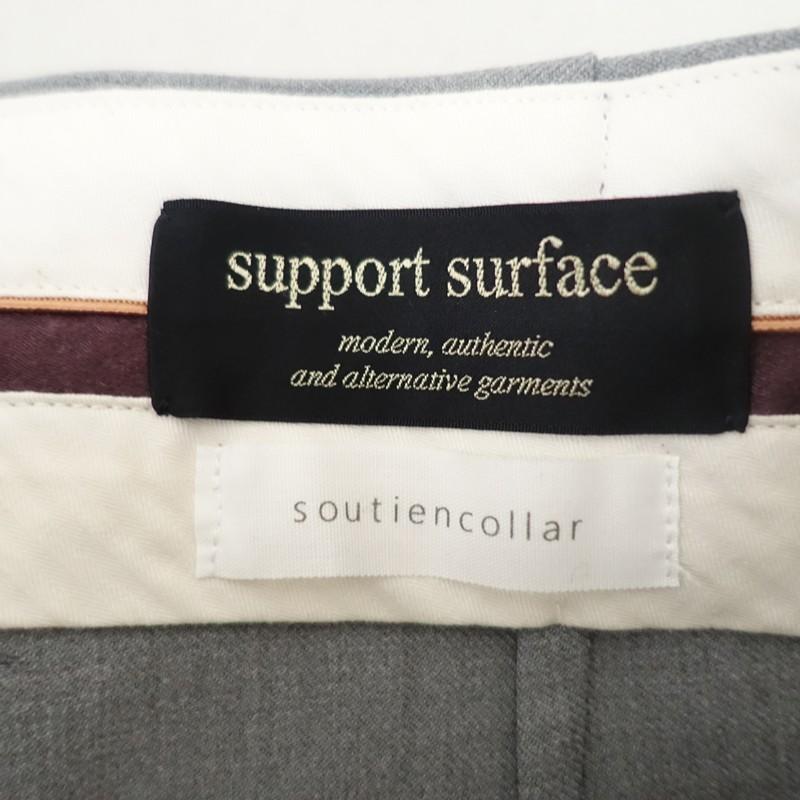 support surface
modern, authentic
and alternative garments
soutiencollar